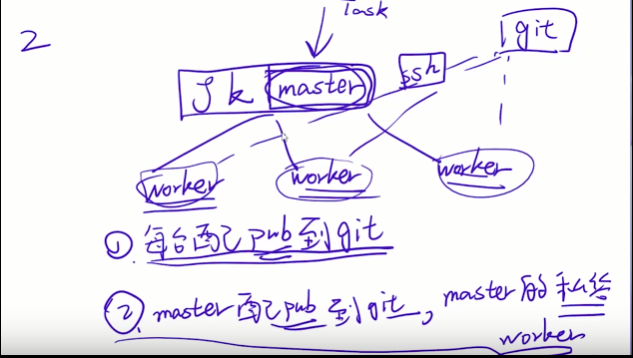 Task
2
git
ssh
Jk master
worker worker worker
① 每台配pub到git
② master配pub到git, master的私给
worker